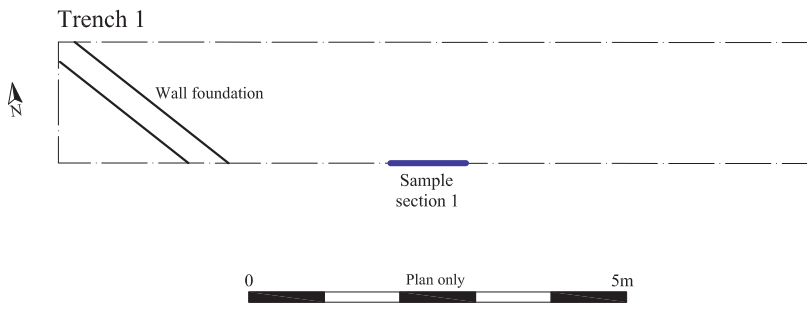 Trench 1
Wall foundation
N
Sample
section 1
0 Plan only 5m